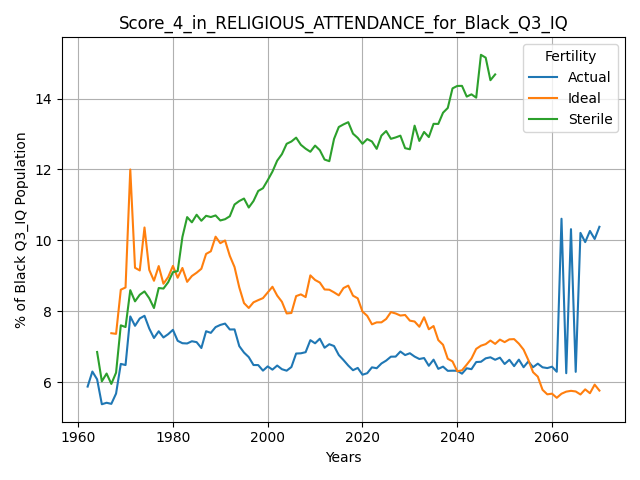 Score_4_in_RELIGIOUS_ATTENDANCE_for_Black_Q3_IQ
Fertility
Actual
Ideal
Sterile
% of Black Q3_IQ Population
14
12
10
8
6
1960
1980
2000
2020
2040
2060
Years